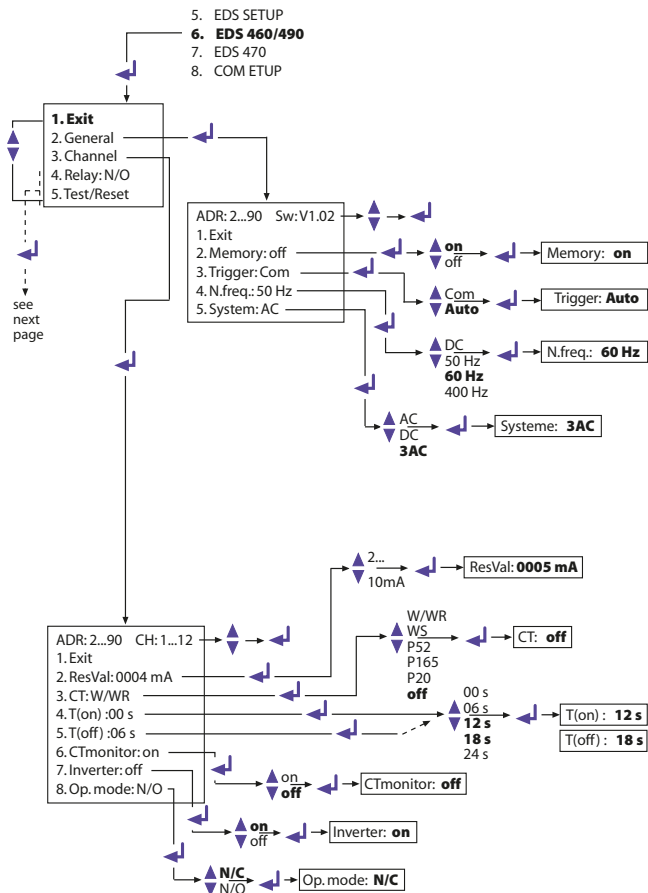 5. EDS SETUP
6. EDS 460/490
7. EDS 470
8. COM ETUP
1. Exit
2. General
3. Channel
4. Relay: N/O
5. Test/Reset
see
next
page
ADR: 2...90 Sw: V1.02
1. Exit
2. Memory: off
3. Trigger: Com
4. N.freq.: 50 Hz
5. System: AC
on
off
Memory: on
Com
Auto
Trigger: Auto
DC
50 Hz
60 Hz
400 Hz
N.freq.: 60 Hz
AC
DC
3AC
Systeme: 3AC
ADR: 2...90 CH: 1...12
1. Exit
2. ResVal: 0004 mA
3. CT: W/WR
4. T(on) :00 s
5. T(off) :06 s
6. CTmonitor: on
7. Inverter: off
8. Op. mode: N/O
2...
10mA
ResVal: 0005 mA
W/WR
WS
P52
P165
P20
off
CT: off
00 s
06 s
12 s
18 s
24 s
T(on) : 12 s
T(off) : 18 s
on
off
CTmonitor: off
on
off
Inverter: on
N/C
N/O
Op. mode: N/C